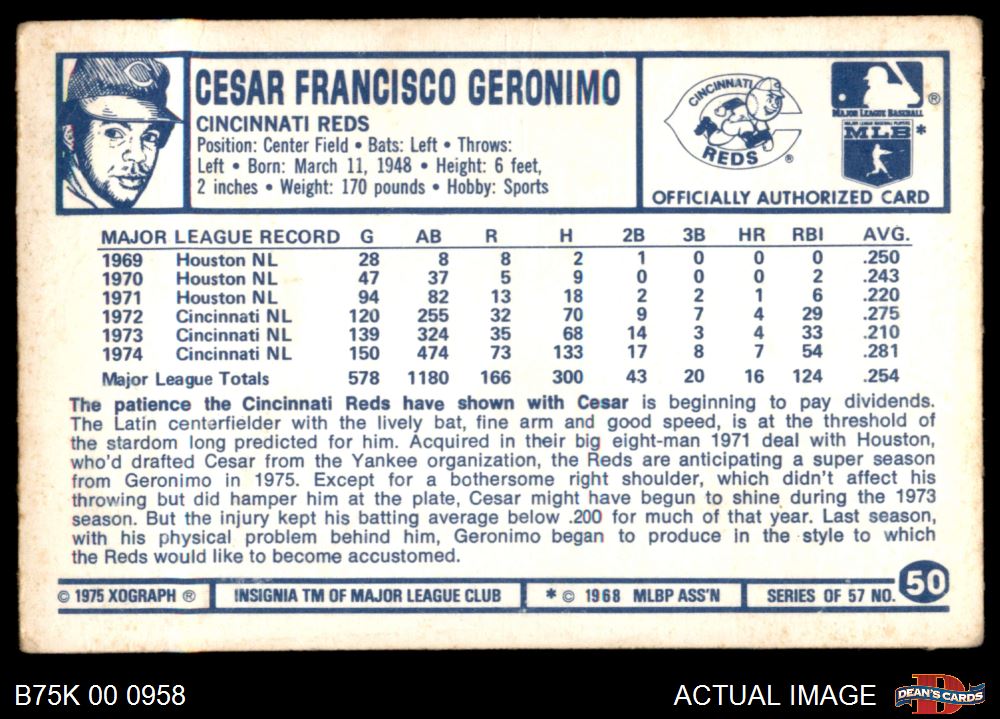 CESAR FRANCISCO GERONIMO
CINCINNATI REDS
Position: Center Field • Bats: Left • Throws:
Left • Born: March 11, 1948 • Height: 6 feet,
2 inches • Weight: 170 pounds • Hobby: Sports
CINCINNATI
REDS
®
®
MAJOR LEAGUE BASEBALL
MAJOR LEAGUE BASEBALL PLAYERS
MLB *
OFFICIALLY AUTHORIZED CARD
MAJOR LEAGUE RECORD G AB R H 2B 3B HR RBI AVG.
1969 Houston NL 28 8 8 2 1 0 0 0 .250
1970 Houston NL 47 37 5 9 0 0 0 2 .243
1971 Houston NL 94 82 13 18 2 2 1 6 .220
1972 Cincinnati NL 120 255 32 70 9 7 4 29 .275
1973 Cincinnati NL 139 324 35 68 14 3 4 33 .210
1974 Cincinnati NL 150 474 73 133 17 8 7 54 .281
Major League Totals 578 1180 166 300 43 20 16 124 .254
The patience the Cincinnati Reds have shown with Cesar is beginning to pay dividends.
The Latin centerfielder with the lively bat, fine arm and good speed, is at the threshold of
the stardom long predicted for him. Acquired in their big eight-man 1971 deal with Houston,
who'd drafted Cesar from the Yankee organization, the Reds are anticipating a super season
from Geronimo in 1975. Except for a bothersome right shoulder, which didn't affect his
throwing but did hamper him at the plate, Cesar might have begun to shine during the 1973
season. But the injury kept his batting average below .200 for much of that year. Last season,
with his physical problem behind him, Geronimo began to produce in the style to which
the Reds would like to become accustomed.
© 1975 XOGRAPH ® INSIGNIA TM OF MAJOR LEAGUE CLUB * © 1968 MLBP ASS'N SERIES OF 57 NO. 50
B75K 00 0958 ACTUAL IMAGE DEAN'S CARDS